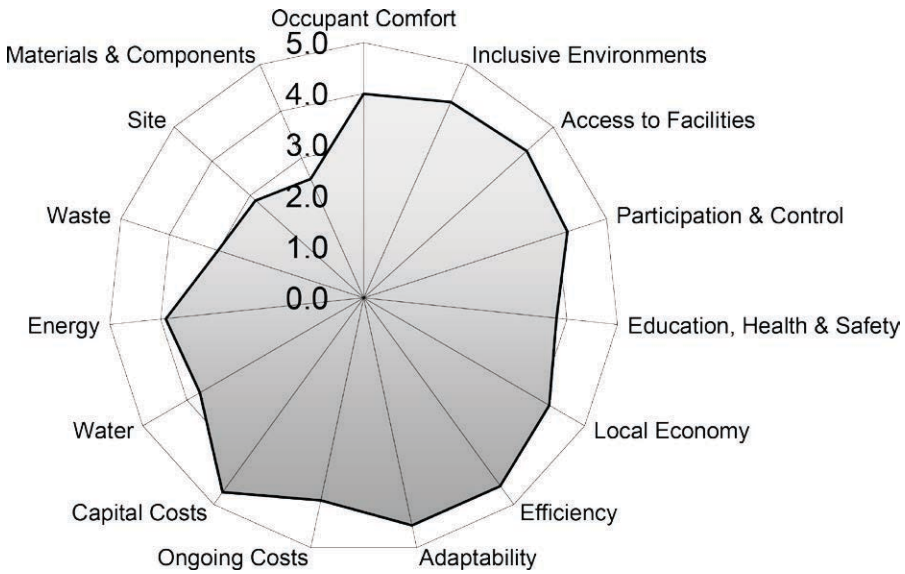 Occupant Comfort
5.0
Materials & Components
Inclusive Environments
4.0
Site
Access to Facilities
3.0
2.0
Waste
Participation & Control
1.0
0.0
Energy
Education, Health & Safety
Water
Local Economy
Capital Costs
Efficiency
Ongoing Costs
Adaptability